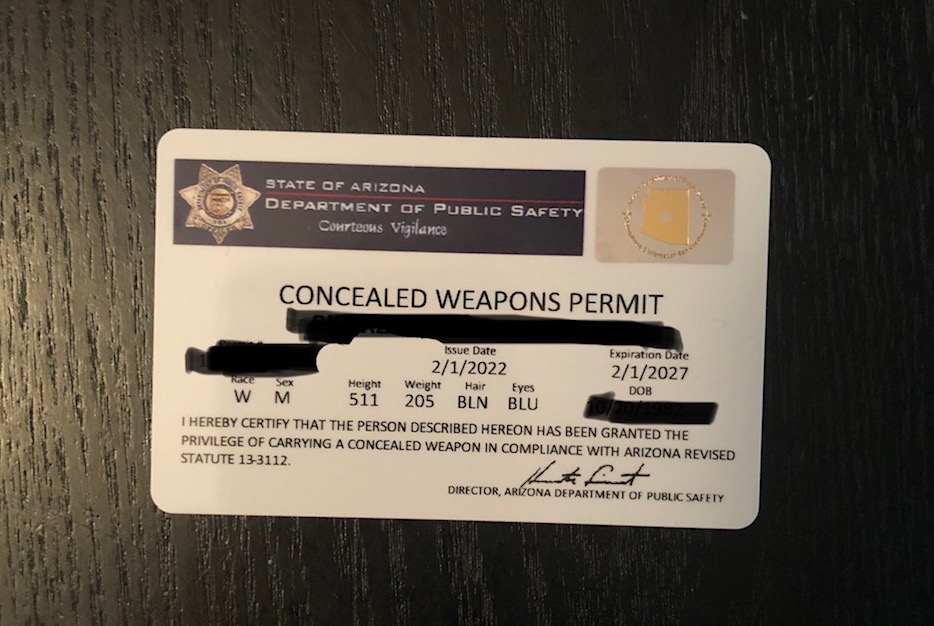 STATE OF ARIZONA
DEPARTMENT OF PUBLIC SAFETY
Courteous Vigilance
CONCEALED WEAPONS PERMIT
Issue Date
Expiration Date
2/1/2022
2/1/2027
Race Sex Height Weight Hair Eyes DOB
W M 511 205 BLN BLU
I HEREBY CERTIFY THAT THE PERSON DESCRIBED HEREON HAS BEEN GRANTED THE
PRIVILEGE OF CARRYING A CONCEALED WEAPON IN COMPLIANCE WITH ARIZONA REVISED
STATUTE 13-3112.
DIRECTOR, ARIZONA DEPARTMENT OF PUBLIC SAFETY